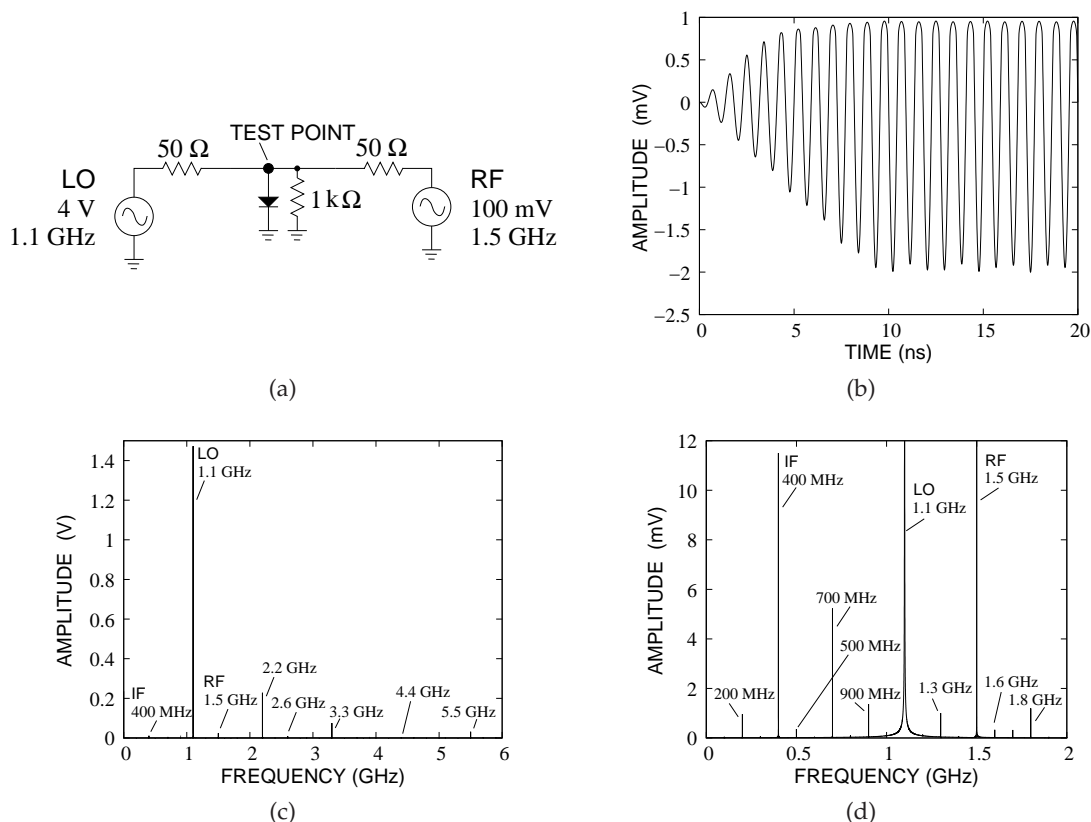 TEST POINT
50 Ω
50 Ω
LO
4 V
1.1 GHz
1 kΩ
RF
100 mV
1.5 GHz
(a)
AMPLITUDE (mV)
1
0.5
0
−0.5
−1
−1.5
−2
−2.5
0
5
10
15
20
TIME (ns)
(b)
AMPLITUDE (V)
1.4
1.2
1
0.8
0.6
0.4
0.2
0
LO
1.1 GHz
IF
400 MHz
RF
1.5 GHz
2.2 GHz
2.6 GHz
3.3 GHz
4.4 GHz
5.5 GHz
0
1
2
3
4
5
6
FREQUENCY (GHz)
(c)
AMPLITUDE (mV)
12
10
8
6
4
2
0
IF
400 MHz
LO
1.1 GHz
RF
1.5 GHz
700 MHz
500 MHz
200 MHz
900 MHz
1.3 GHz
1.6 GHz
1.8 GHz
0
0.5
1
1.5
2
FREQUENCY (GHz)
(d)